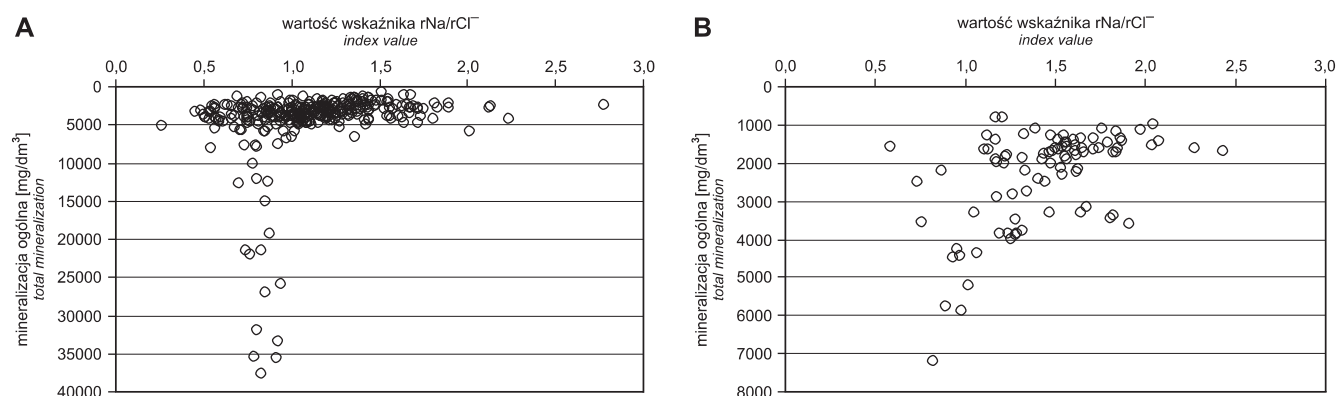 A
wartość wskaźnika rNa/rCl⁻
index value
0,0 0,5 1,0 1,5 2,0 2,5 3,0
mineralizacja ogólna [mg/dm³]
total mineralization
0
5000
10000
15000
20000
25000
30000
35000
40000
B
wartość wskaźnika rNa/rCl⁻
index value
0,0 0,5 1,0 1,5 2,0 2,5 3,0
mineralizacja ogólna [mg/dm³]
total mineralization
0
1000
2000
3000
4000
5000
6000
7000
8000